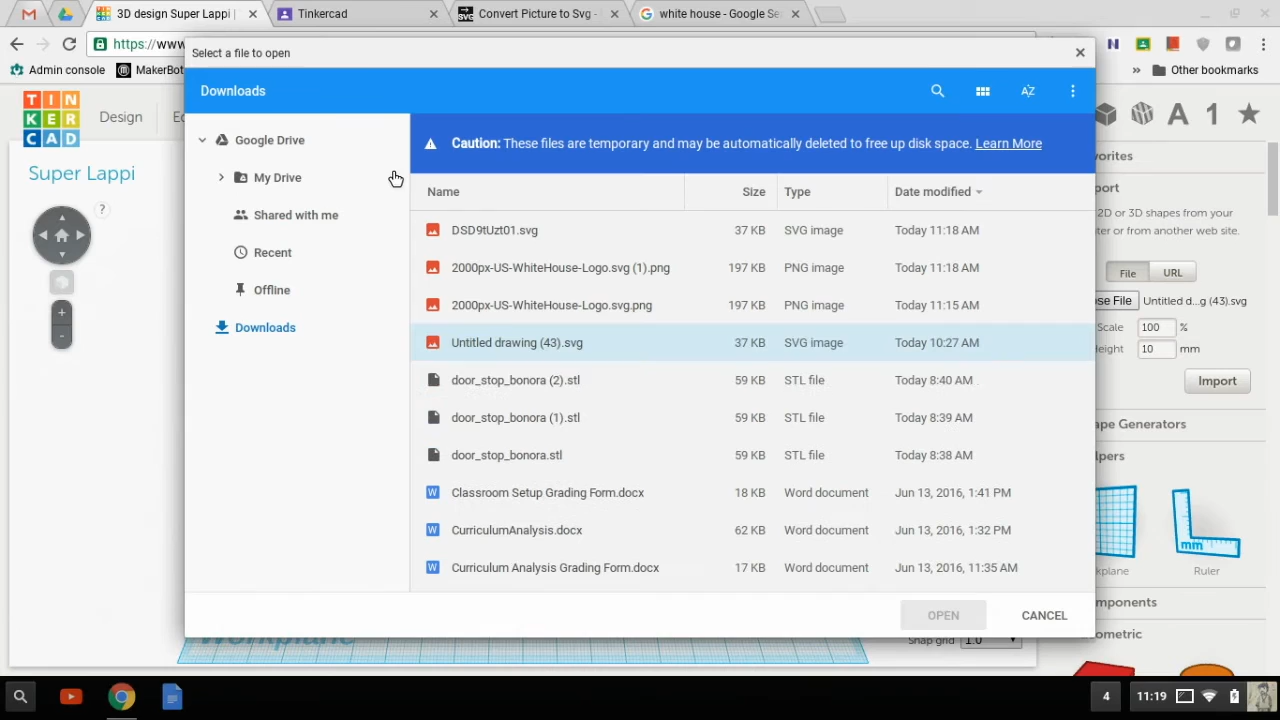 3D design Super Lappi |
Tinkercad
Convert Picture to Svg -
white house - Google Se
https://www
Admin console
MakerBot
Other bookmarks
Select a file to open
Downloads
AZ
Google Drive
My Drive
Shared with me
Recent
Offline
Downloads
Caution: These files are temporary and may be automatically deleted to free up disk space. Learn More
Name Size Type Date modified
DSD9tUzt01.svg 37 KB SVG image Today 11:18 AM
2000px-US-WhiteHouse-Logo.svg (1).png 197 KB PNG image Today 11:18 AM
2000px-US-WhiteHouse-Logo.svg.png 197 KB PNG image Today 11:15 AM
Untitled drawing (43).svg 37 KB SVG image Today 10:27 AM
door_stop_bonora (2).stl 59 KB STL file Today 8:40 AM
door_stop_bonora (1).stl 59 KB STL file Today 8:39 AM
door_stop_bonora.stl 59 KB STL file Today 8:38 AM
Classroom Setup Grading Form.docx 18 KB Word document Jun 13, 2016, 1:41 PM
CurriculumAnalysis.docx 62 KB Word document Jun 13, 2016, 1:32 PM
Curriculum Analysis Grading Form.docx 17 KB Word document Jun 13, 2016, 11:35 AM
OPEN CANCEL
TIN
KER
CAD
Design
Ed
Super Lappi
?
A 1
vorites
port
2D or 3D shapes from your
ter or from another web site.
File URL
se File Untitled d...g (43).svg
Scale 100 %
eight 10 mm
Import
ape Generators
lpers
mm
kplane Ruler
mponents
ometric
Workplane
Snap grid 1.0
4 11:19